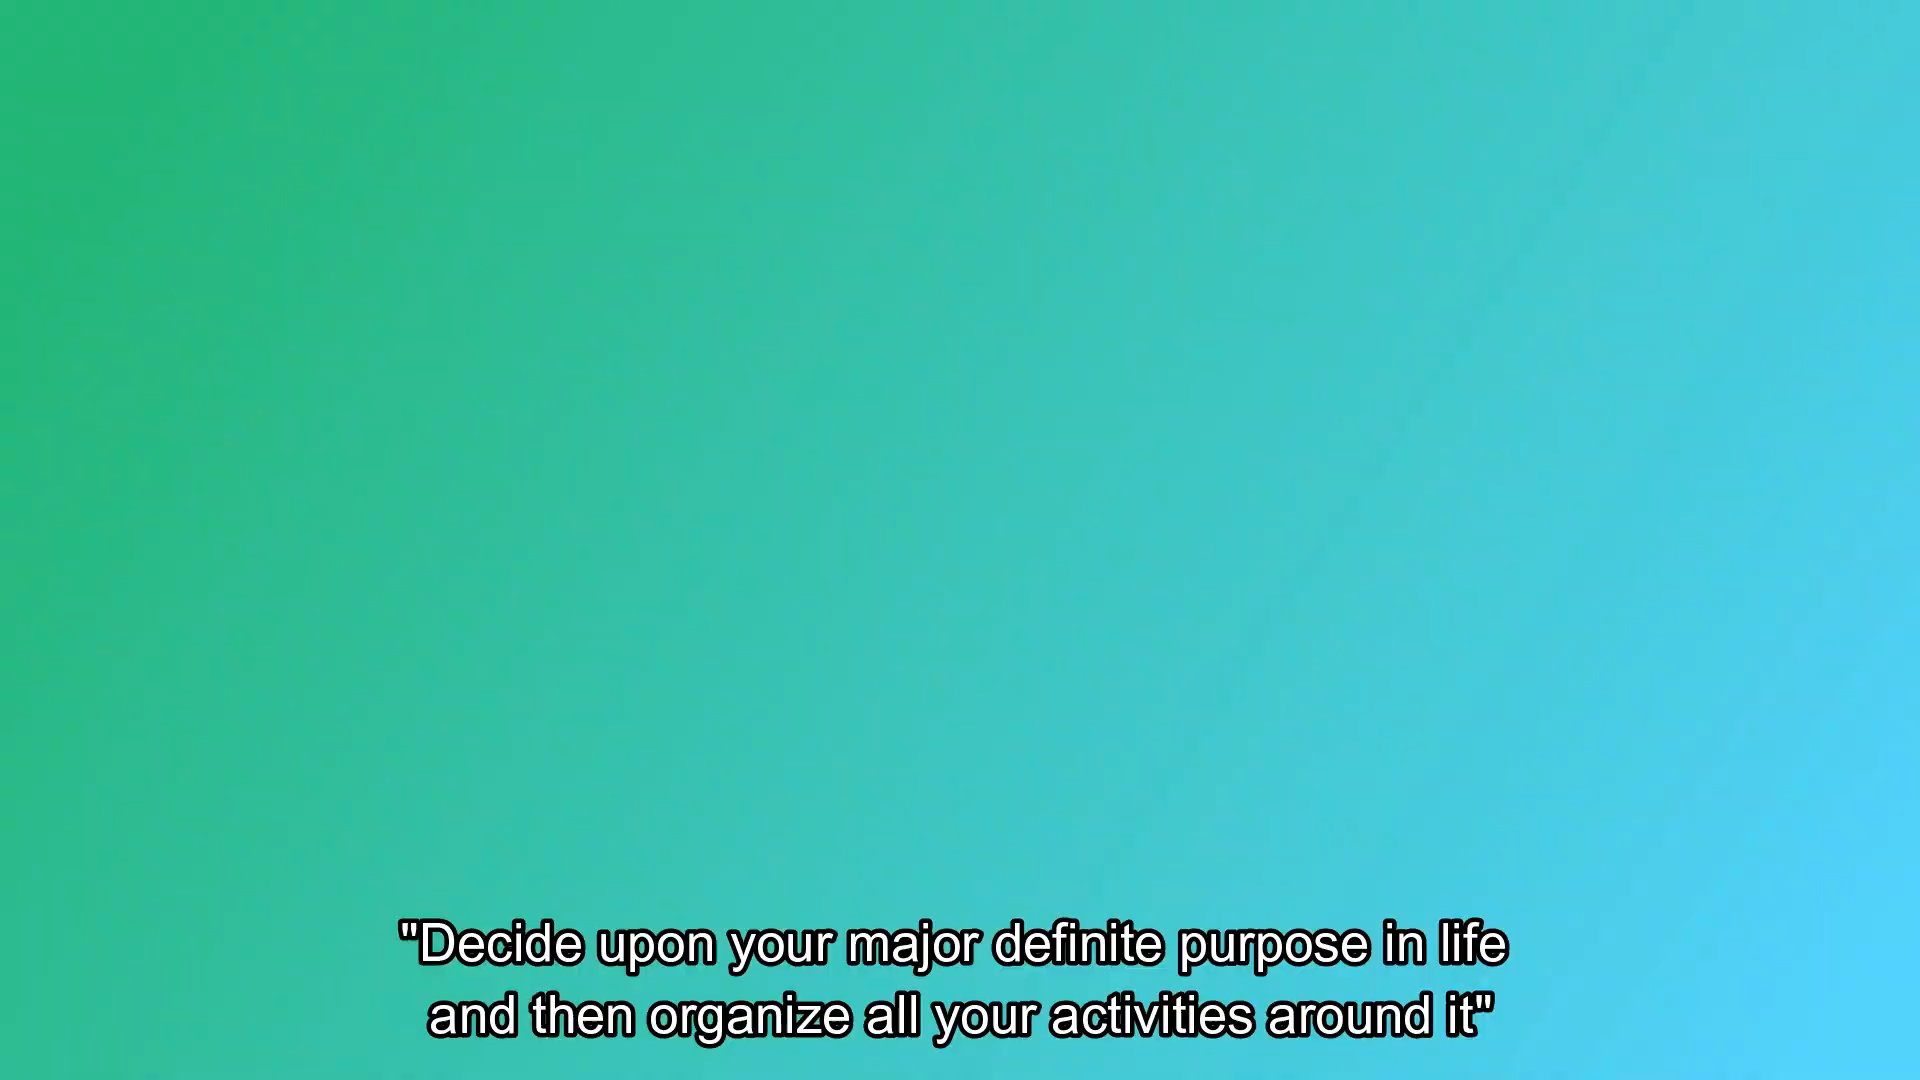 "Decide upon your major definite purpose in life
and then organize all your activities around it"